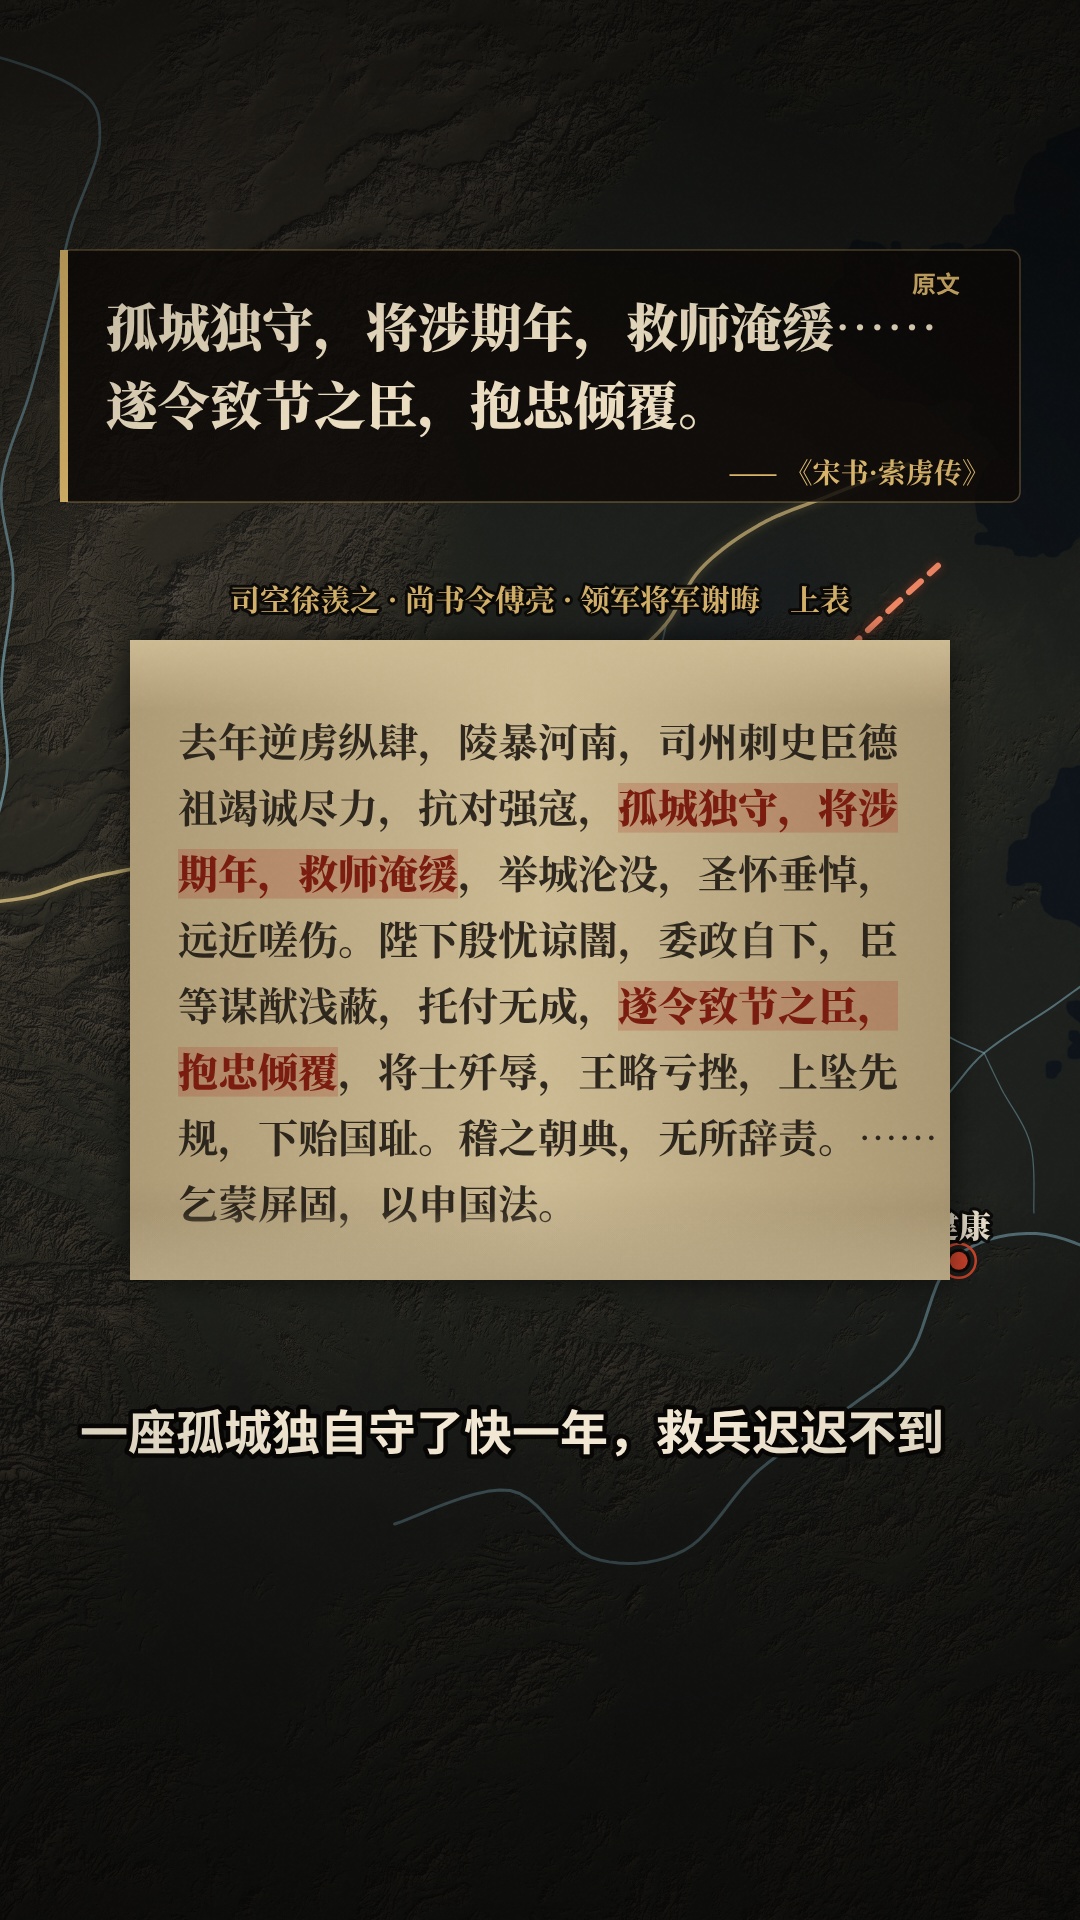 原文
孤城独守，将涉期年，救师淹缓……
遂令致节之臣，抱忠倾覆。
——《宋书·索虏传》
司空徐羡之·尚书令傅亮·领军将军谢晦　上表
去年逆虏纵肆，陵暴河南，司州刺史臣德
祖竭诚尽力，抗对强寇，孤城独守，将涉
期年，救师淹缓，举城沦没，圣怀垂悼，
远近嗟伤。陛下殷忧谅闇，委政自下，臣
等谋猷浅蔽，托付无成，遂令致节之臣，
抱忠倾覆，将士歼辱，王略亏挫，上坠先
规，下贻国耻。稽之朝典，无所辞责。……
乞蒙屏固，以申国法。
康
一座孤城独自守了快一年，救兵迟迟不到